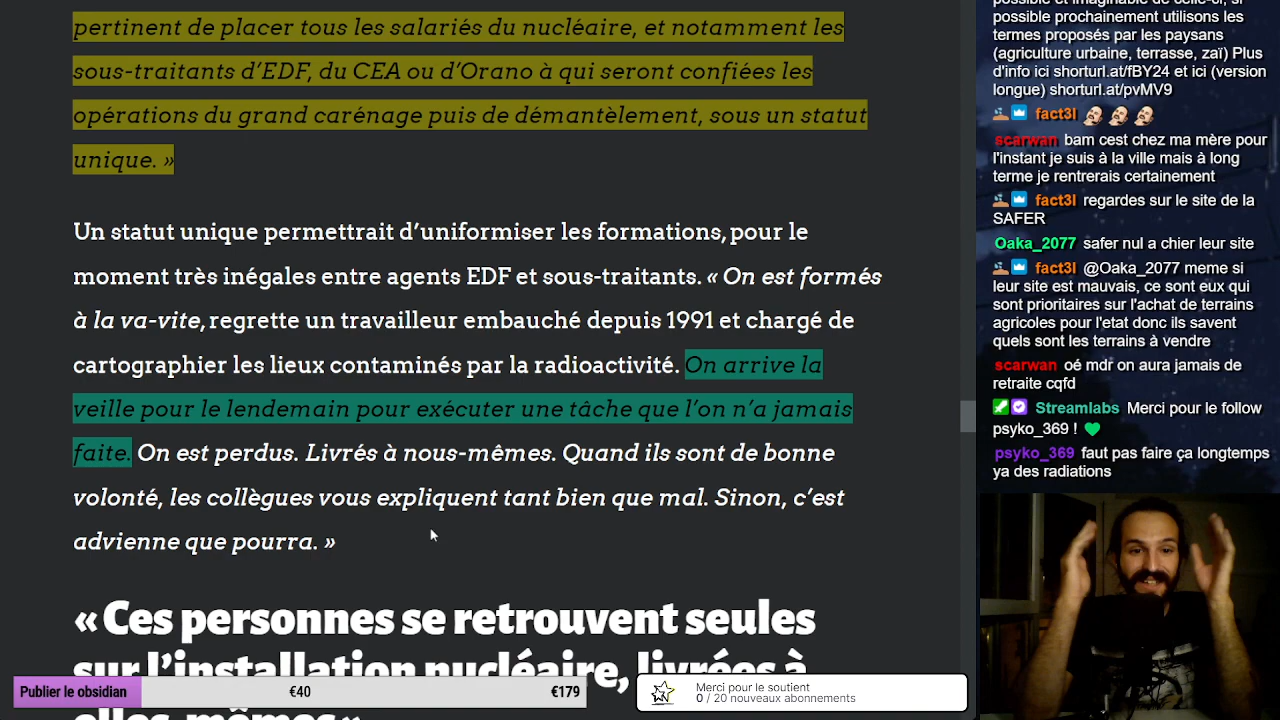 pertinent de placer tous les salariés du nucléaire, et notamment les
sous-traitants d’EDF, du CEA ou d’Orano à qui seront confiées les
opérations du grand carénage puis de démantèlement, sous un statut
unique. »
Un statut unique permettrait d’uniformiser les formations, pour le
moment très inégales entre agents EDF et sous-traitants. « On est formés
à la va-vite, regrette un travailleur embauché depuis 1991 et chargé de
cartographier les lieux contaminés par la radioactivité. On arrive la
veille pour le lendemain pour exécuter une tâche que l’on n’a jamais
faite. On est perdus. Livrés à nous-mêmes. Quand ils sont de bonne
volonté, les collègues vous expliquent tant bien que mal. Sinon, c’est
advienne que pourra. »
« Ces personnes se retrouvent seules
sur l’installation nucléaire, livrées à
elles-mêmes »
Publier le obsidian
€40
€179
Merci pour le soutient
0 / 20 nouveaux abonnements
possible et imaginable de celle-ci, si
possible prochainement utilisons les
termes proposés par les paysans
(agriculture urbaine, terrasse, zaï) Plus
d'info ici shorturl.at/fBY24 et ici (version
longue) shorturl.at/pvMV9
fact3l
scarwan bam cest chez ma mère pour
l'instant je suis à la ville mais à long
terme je rentrerais certainement
fact3l regardes sur le site de la
SAFER
Oaka_2077 safer nul a chier leur site
fact3l @Oaka_2077 meme si
leur site est mauvais, ce sont eux qui
sont prioritaires sur l'achat de terrains
agricoles pour l'etat donc ils savent
quels sont les terrains à vendre
scarwan oé mdr on aura jamais de
retraite cqfd
Streamlabs Merci pour le follow
psyko_369 !
psyko_369 faut pas faire ça longtemps
ya des radiations